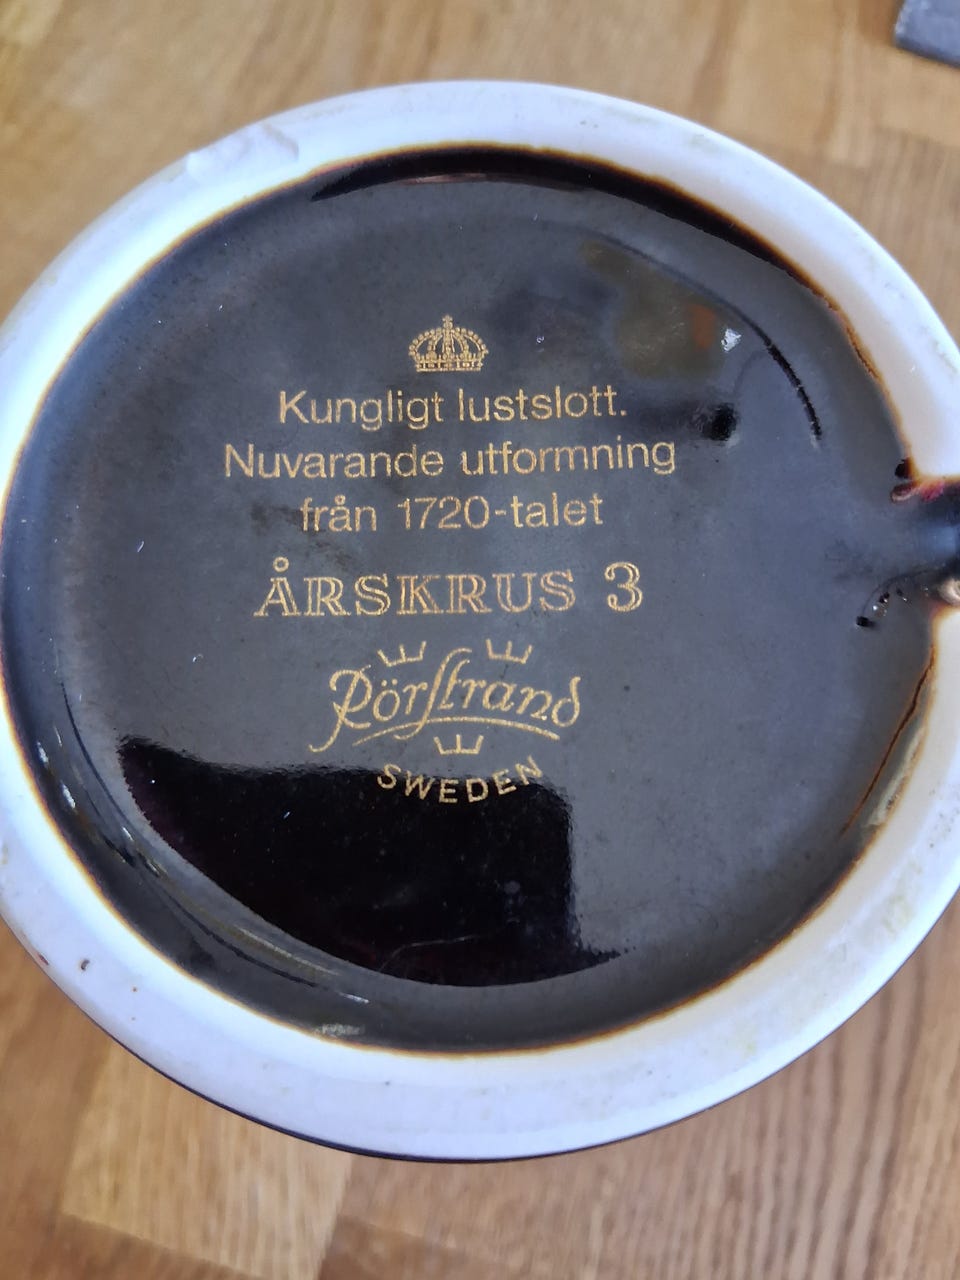 Kungligt lustslott.
Nuvarande utformning
från 1720-talet
ÅRSKRUS 3
Rörstrand
SWEDEN